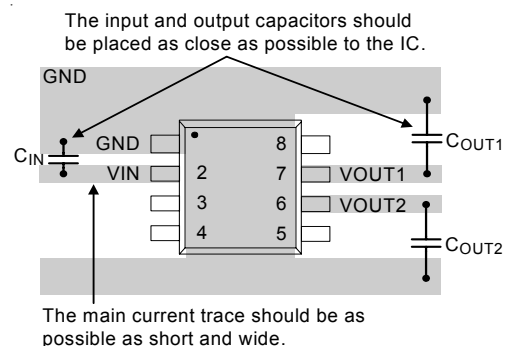 The input and output capacitors should
be placed as close as possible to the IC.
GND
GND
8
CIN
COUT1
VIN
2
7
VOUT1
3
6
VOUT2
4
5
COUT2
The main current trace should be as
possible as short and wide.